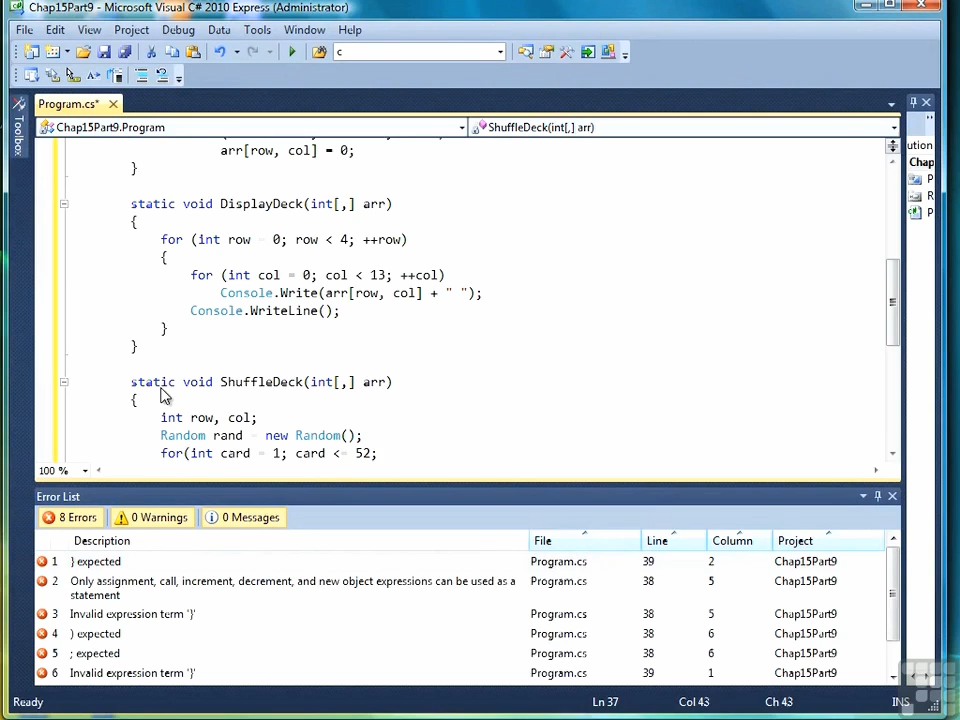 Chap15Part9 - Microsoft Visual C# 2010 Express (Administrator)
File Edit View Project Debug Data Tools Window Help
c
Program.cs*
Chap15Part9.Program ShuffleDeck(int[,] arr)
arr[row, col] = 0;
}
static void DisplayDeck(int[,] arr)
{
for (int row = 0; row < 4; ++row)
{
for (int col = 0; col < 13; ++col)
Console.Write(arr[row, col] + " ");
Console.WriteLine();
}
}
static void ShuffleDeck(int[,] arr)
{
int row, col;
Random rand = new Random();
for(int card = 1; card <= 52;
100 %
Toolbox
ution
Chap
P
R
P
Error List
8 Errors 0 Warnings 0 Messages
Description File Line Column Project
1 } expected Program.cs 39 2 Chap15Part9
2 Only assignment, call, increment, decrement, and new object expressions can be used as a statement Program.cs 38 5 Chap15Part9
3 Invalid expression term '}' Program.cs 38 5 Chap15Part9
4 ) expected Program.cs 38 6 Chap15Part9
5 ; expected Program.cs 38 6 Chap15Part9
6 Invalid expression term '}' Program.cs 39 1 Chap15Part9
Ready Ln 37 Col 43 Ch 43 INS